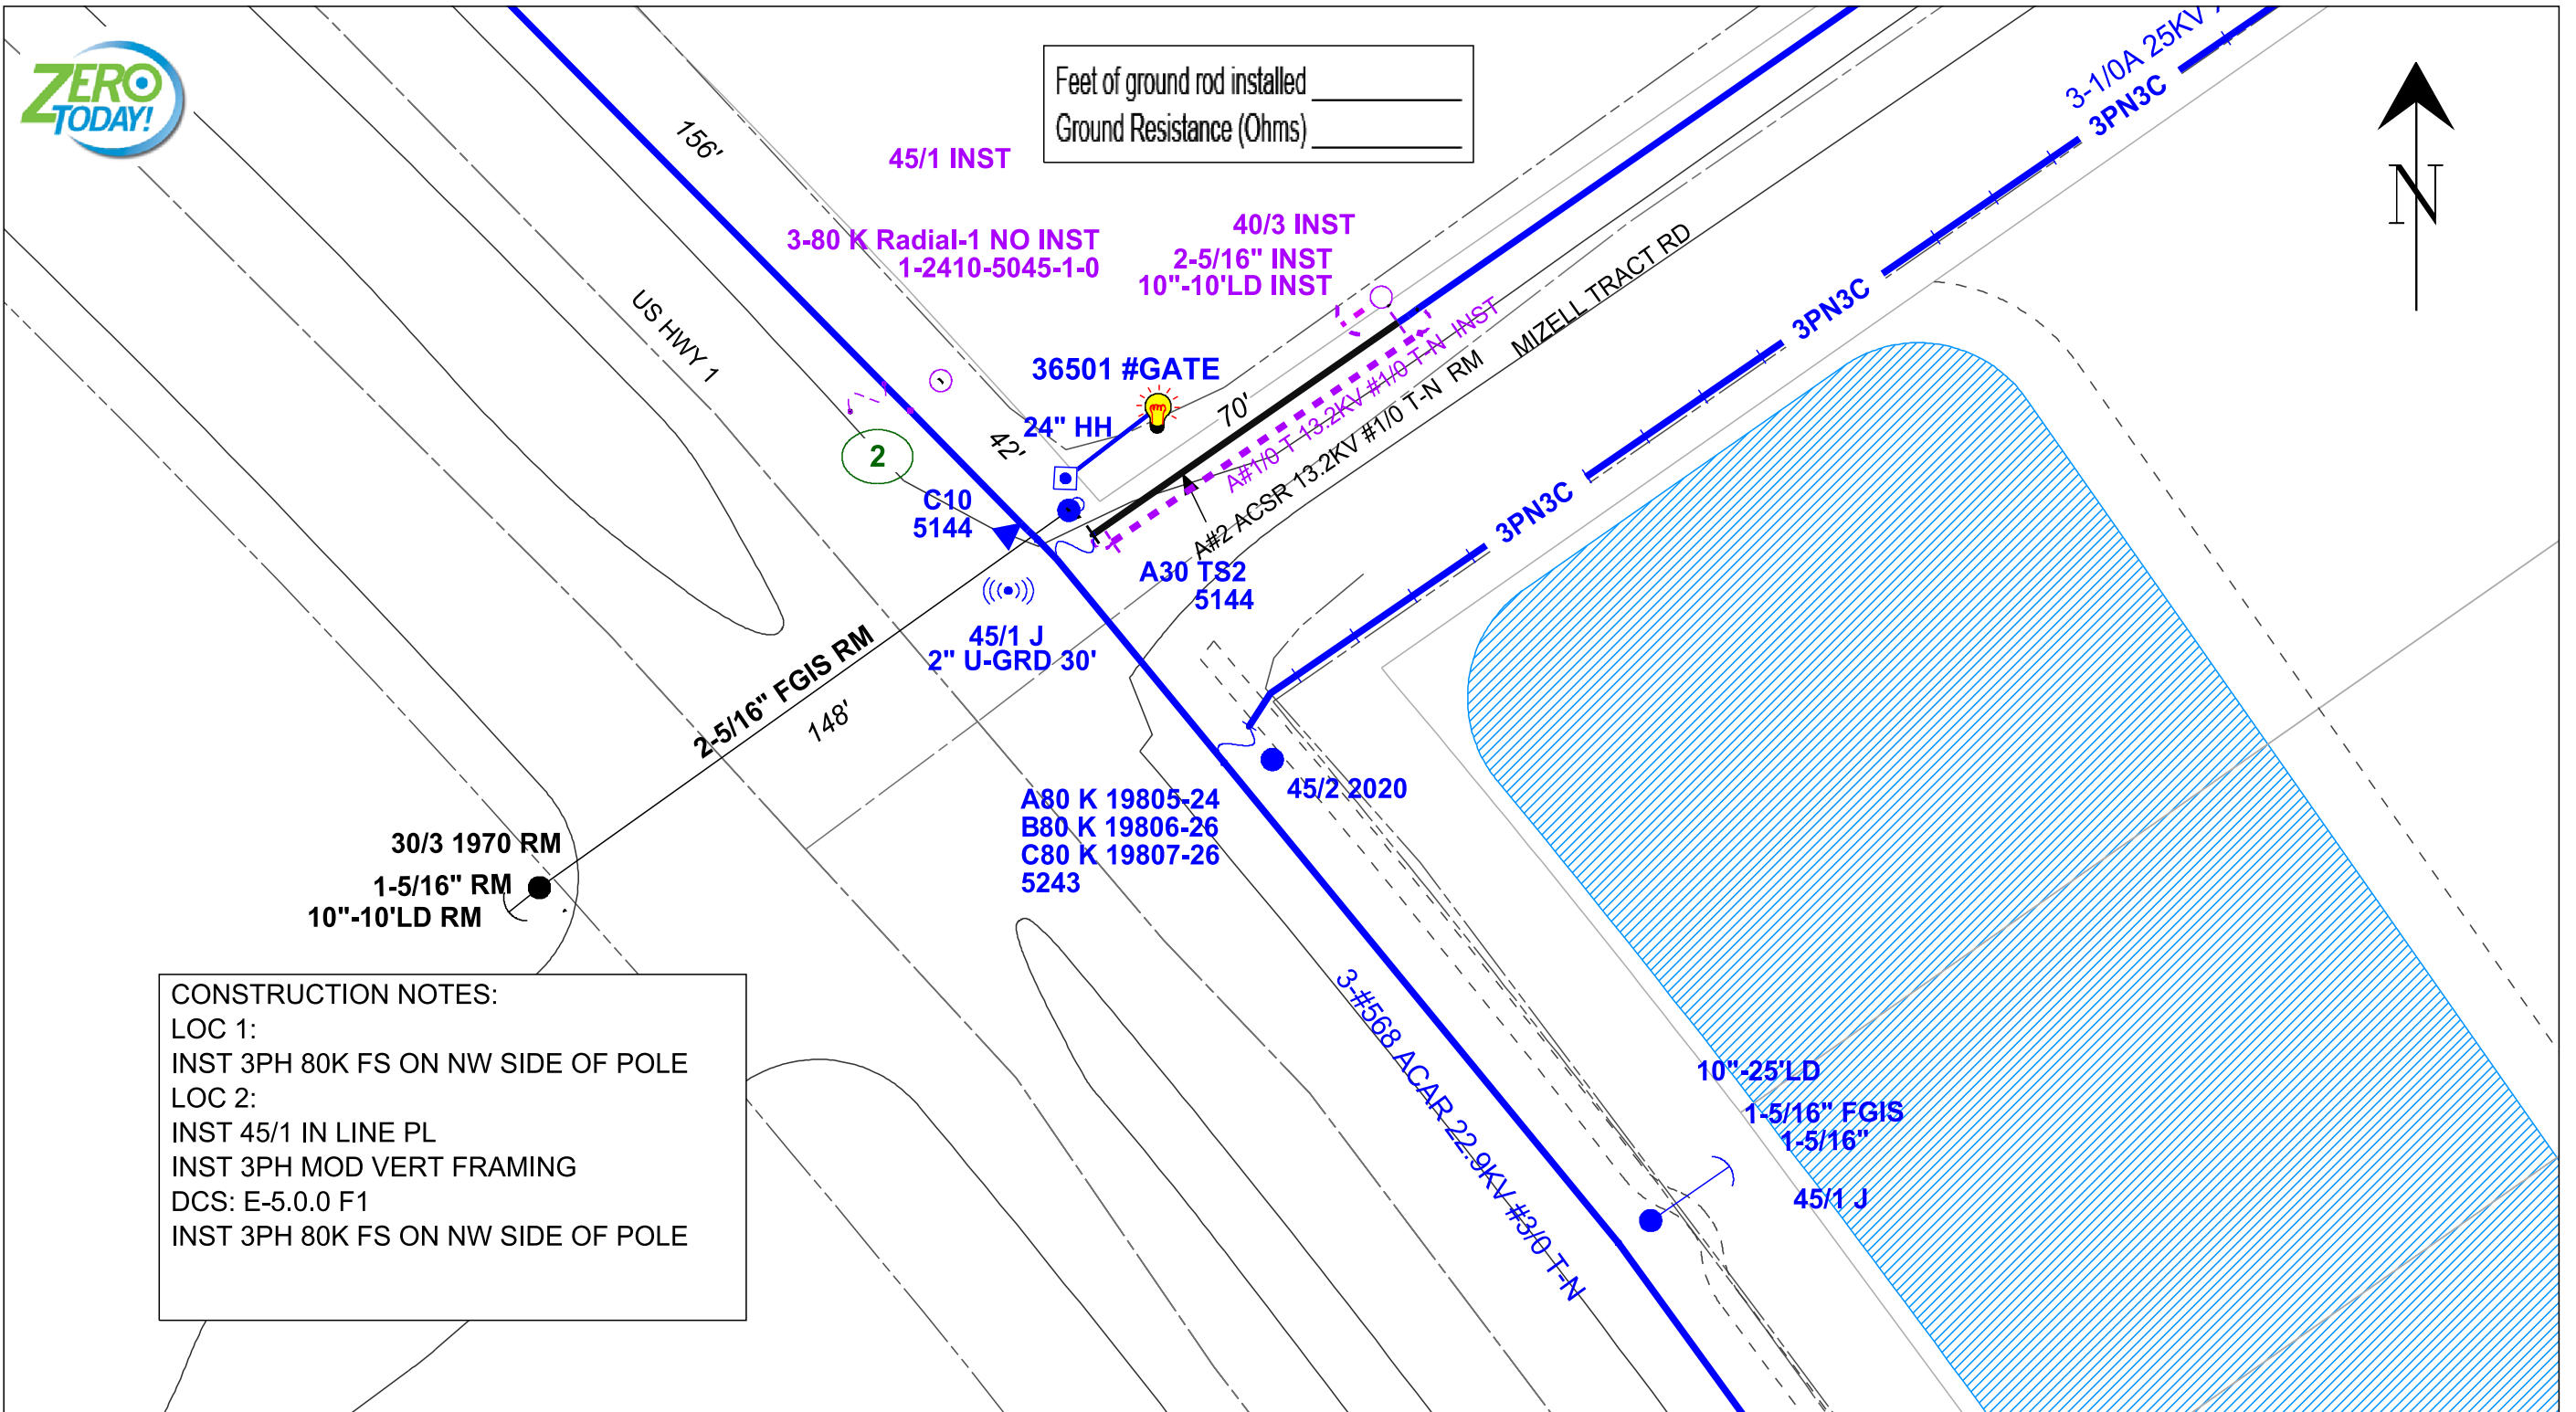 ZERO
TODAY!
Feet of ground rod installed
Ground Resistance (Ohms)
3-1/0A 25KV
3PN3C
N
156'
45/1 INST
3-80 K Radial-1 NO INST
1-2410-5045-1-0
40/3 INST
2-5/16" INST
10"-10'LD INST
MIZELL TRACT RD
US HWY 1
3PN3C
36501 #GATE
70'
24" HH
42'
A#1/0 T 13.2KV #1/0 T-N INST
A#2 ACSR 13.2KV #1/0 T-N RM
2
C10
5144
3PN3C
A30 TS2
5144
45/1 J
2" U-GRD 30'
2-5/16" FGIS RM
148'
45/2 2020
A80 K 19805-24
B80 K 19806-26
C80 K 19807-26
5243
30/3 1970 RM
1-5/16" RM
10"-10'LD RM
CONSTRUCTION NOTES:
LOC 1:
INST 3PH 80K FS ON NW SIDE OF POLE
LOC 2:
INST 45/1 IN LINE PL
INST 3PH MOD VERT FRAMING
DCS: E-5.0.0 F1
INST 3PH 80K FS ON NW SIDE OF POLE
3-#568 ACAR 22.9KV #3/0 T-N
10"-25'LD
1-5/16" FGIS
1-5/16"
45/1 J